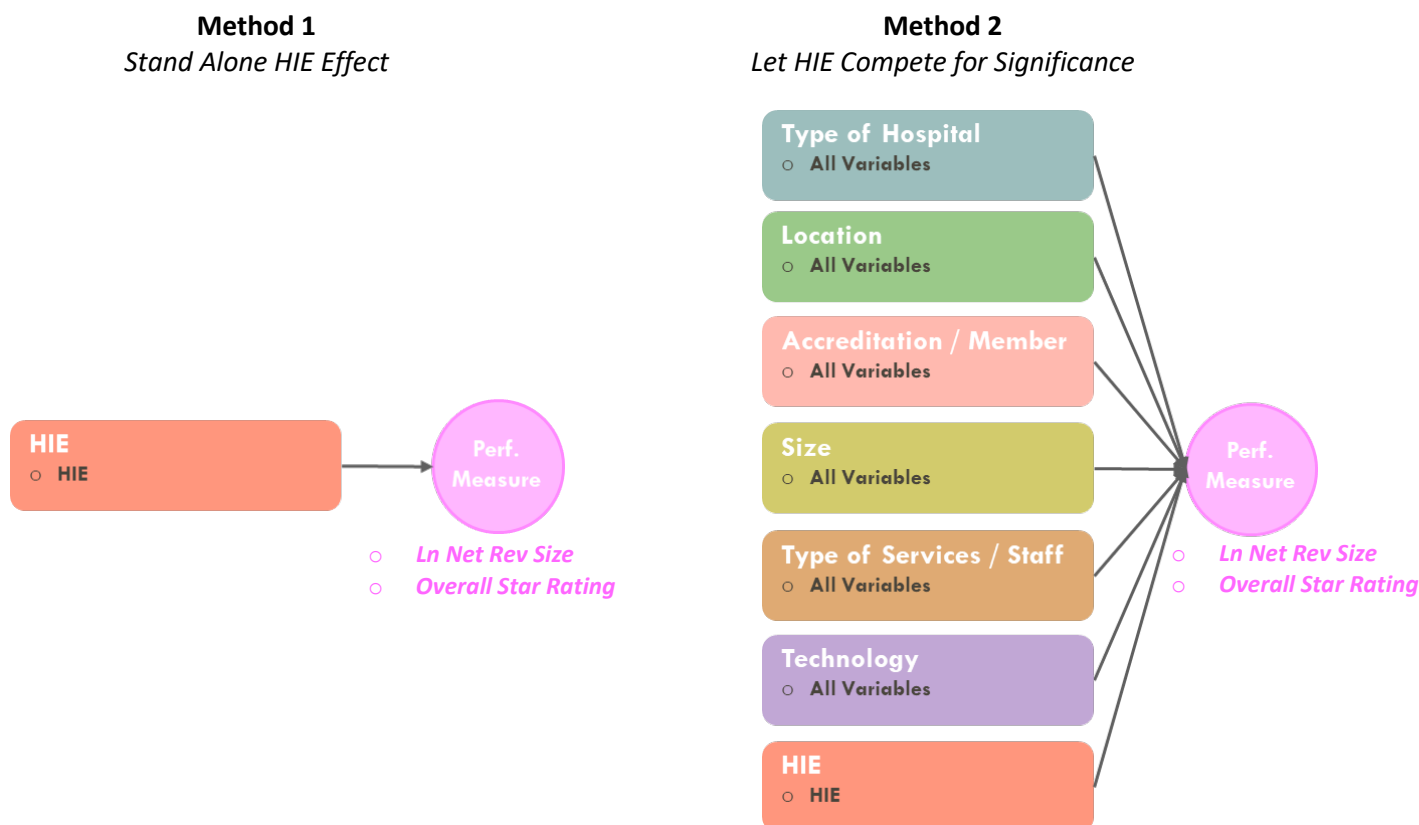 Method 1
Stand Alone HIE Effect
HIE
○ HIE
Perf.
Measure
○ Ln Net Rev Size
○ Overall Star Rating
Method 2
Let HIE Compete for Significance
Type of Hospital
○ All Variables
Location
○ All Variables
Accreditation / Member
○ All Variables
Size
○ All Variables
Type of Services / Staff
○ All Variables
Technology
○ All Variables
HIE
○ HIE
Perf.
Measure
○ Ln Net Rev Size
○ Overall Star Rating